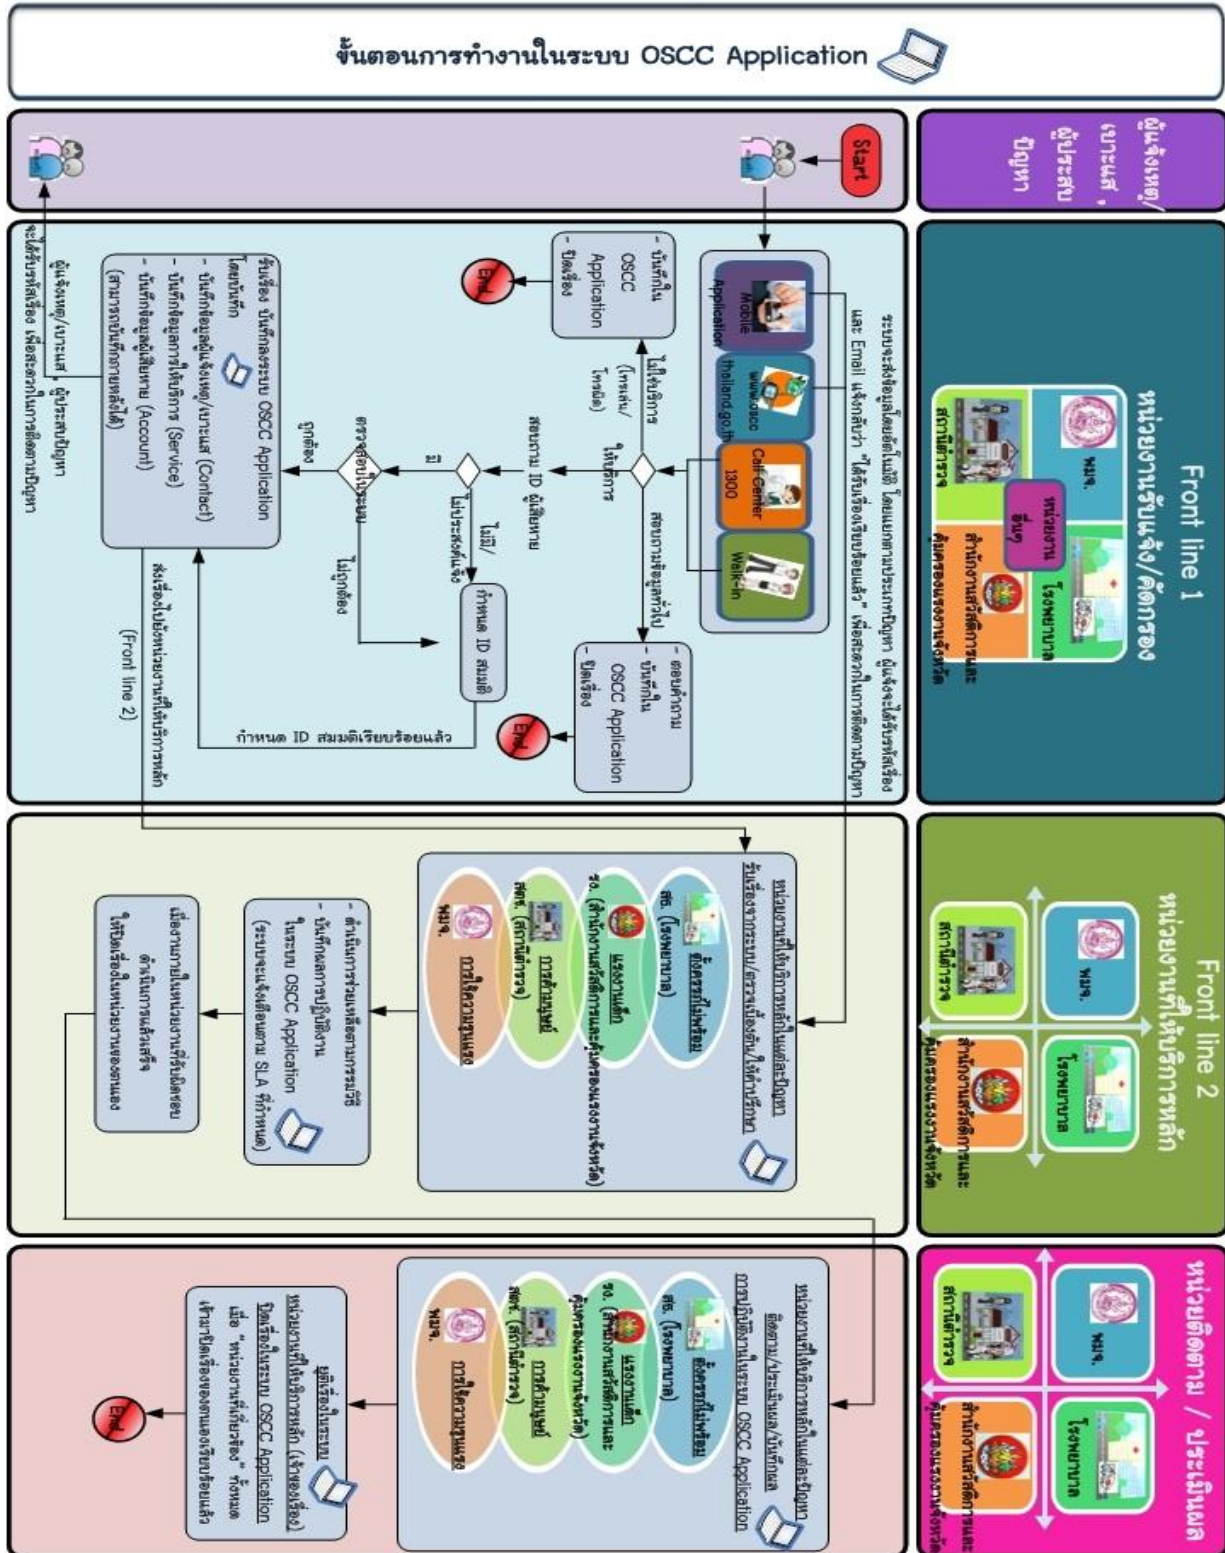 ขั้นตอนการทำงานในระบบ OSCC Application
ผู้แจ้งเหตุ/
เบาะแส ,
ผู้ประสบ
ปัญหา
Start
Front line 1
หน่วยงานรับแจ้ง/คัดกรอง
พมจ.
โรงพยาบาล
หน่วยงาน
อื่นๆ
สถานีตำรวจ
สำนักงานสวัสดิการและ
คุ้มครองแรงงานจังหวัด
ระบบจะส่งข้อมูลโดยอัตโนมัติ โดยแยกตามประเภทปัญหา ผู้แจ้งจะได้รับรหัสเรื่อง
และ Email แจ้งกลับว่า "ได้รับเรื่องเรียบร้อยแล้ว" เพื่อสะดวกในการติดตามปัญหา
Mobile
Application
www.oscc
thailand.go.th
Call Center
1300
Walk-in
ไม่ใช่บริการ
(โทรเล่น/
โทรผิด)
ให้บริการ
สอบถามข้อมูลทั่วไป
- บันทึกใน
OSCC
Application
- ปิดเรื่อง
End
- ตอบคำถาม
- บันทึกใน
OSCC Application
- ปิดเรื่อง
End
สอบถาม ID ผู้เสียหาย
มี
ไม่มี/
ไม่ประสงค์แจ้ง
กำหนด ID สมมติ
ตรวจสอบในระบบ
ถูกต้อง
ไม่ถูกต้อง
กำหนด ID สมมติเรียบร้อยแล้ว
รับเรื่อง บันทึกลงระบบ OSCC Application
โดยบันทึก
- บันทึกข้อมูลผู้แจ้งเหตุ/เบาะแส (Contact)
- บันทึกข้อมูลการให้บริการ (Service)
- บันทึกข้อมูลผู้เสียหาย (Account)
(สามารถบันทึกภายหลังได้)
ผู้แจ้งเหตุ/เบาะแส , ผู้ประสบปัญหา
จะได้รับรหัสเรื่อง เพื่อสะดวกในการติดตามปัญหา
ส่งเรื่องไปยังหน่วยงานที่ให้บริการหลัก
(Front line 2)
Front line 2
หน่วยงานที่ให้บริการหลัก
พมจ.
โรงพยาบาล
สถานีตำรวจ
สำนักงานสวัสดิการและ
คุ้มครองแรงงานจังหวัด
หน่วยงานที่ให้บริการหลักในแต่ละปัญหา
รับเรื่องจากระบบ/ตรวจเบื้องต้น/ให้คำปรึกษา
ตั้งครรภ์ไม่พร้อม
สธ. (โรงพยาบาล)
แรงงานเด็ก
รง. (สำนักงานสวัสดิการและคุ้มครองแรงงานจังหวัด)
การค้ามนุษย์
สตช. (สถานีตำรวจ)
การใช้ความรุนแรง
พมจ.
- ดำเนินการช่วยเหลือตามกรรมวิธี
- บันทึกผลการปฏิบัติงาน
ในระบบ OSCC Application
(ระบบจะแจ้งเตือนตาม SLA ที่กำหนด)
เมื่องานภายในหน่วยงานที่รับผิดชอบ
ดำเนินการแล้วเสร็จ
ให้ปิดเรื่องในหน่วยงานของตนเอง
หน่วยติดตาม / ประเมินผล
พมจ.
โรงพยาบาล
สถานีตำรวจ
สำนักงานสวัสดิการและ
คุ้มครองแรงงานจังหวัด
หน่วยงานที่ให้บริการหลักในแต่ละปัญหา
ติดตาม/ประเมินผล/บันทึกผล
การปฏิบัติงานในระบบ OSCC Application
ตั้งครรภ์ไม่พร้อม
สธ. (โรงพยาบาล)
แรงงานเด็ก
รง. (สำนักงานสวัสดิการและ
คุ้มครองแรงงานจังหวัด)
การค้ามนุษย์
สตช. (สถานีตำรวจ)
การใช้ความรุนแรง
พมจ.
ยุติเรื่องในระบบ
หน่วยงานที่ให้บริการหลัก (เจ้าของเรื่อง)
ปิดเรื่องในระบบ OSCC Application
เมื่อ "หน่วยงานที่เกี่ยวข้อง" ทั้งหมด
เข้ามาปิดเรื่องของตนเองเรียบร้อยแล้ว
End